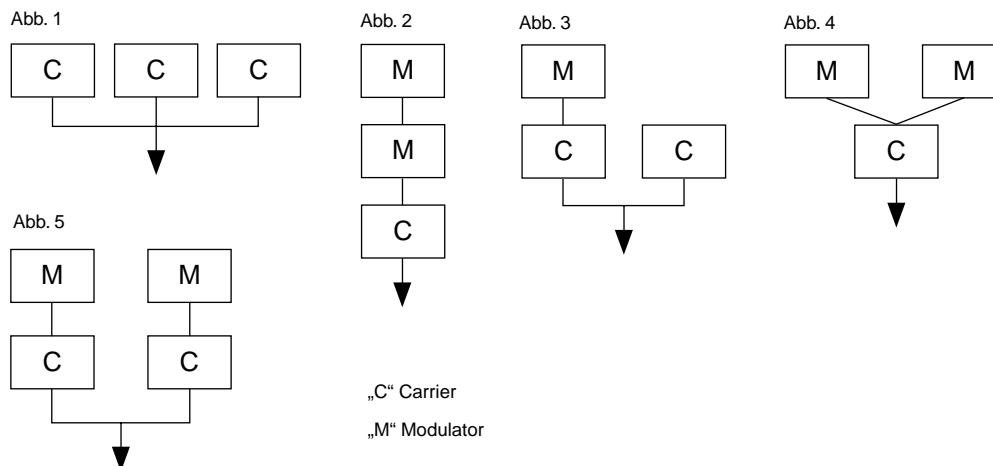 Abb. 1
C C C
Abb. 2
M
M
C
Abb. 3
M
C C
Abb. 4
M M
C
Abb. 5
M M
C C
„C“ Carrier
„M“ Modulator